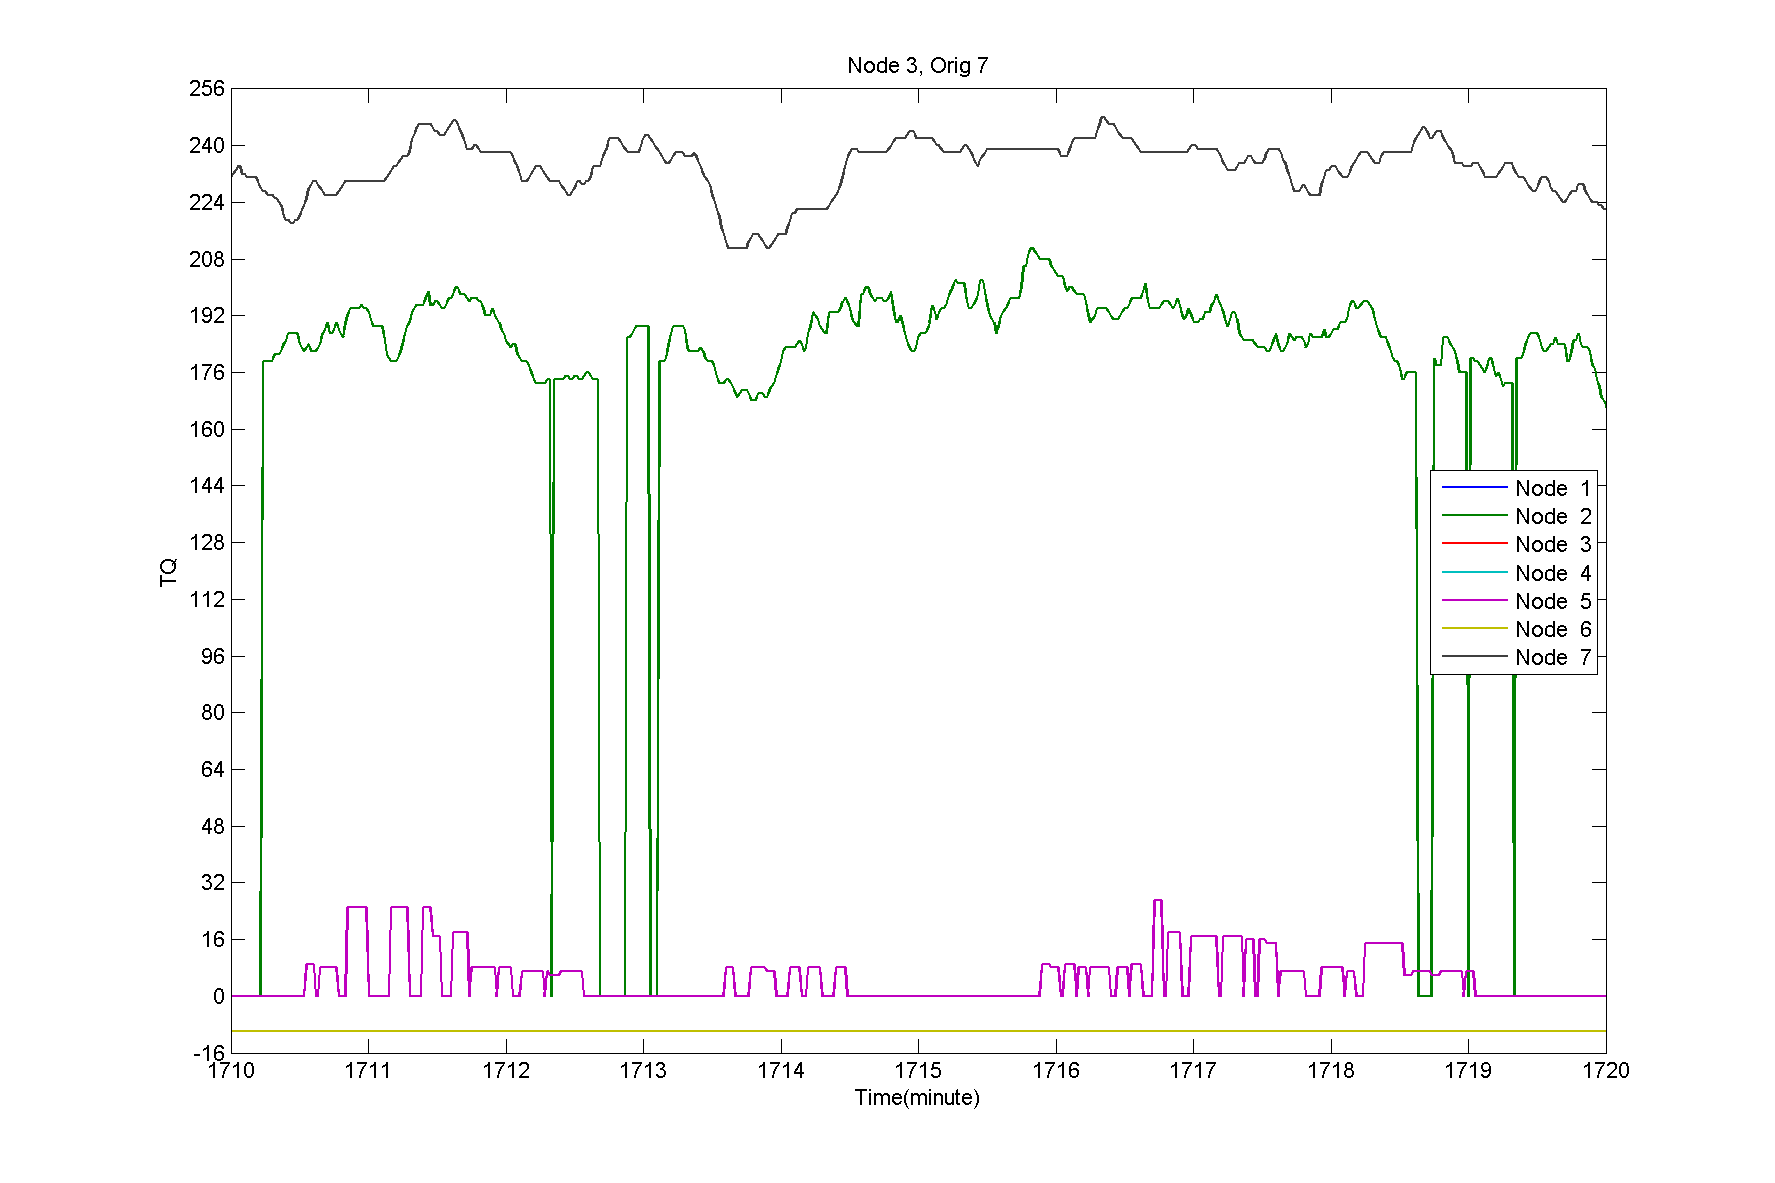 Node 3, Orig 7
256
240
224
208
192
176
160
144
128
112
96
80
64
48
32
16
0
-16
TQ
Node 1
Node 2
Node 3
Node 4
Node 5
Node 6
Node 7
1710 1711 1712 1713 1714 1715 1716 1717 1718 1719 1720
Time(minute)